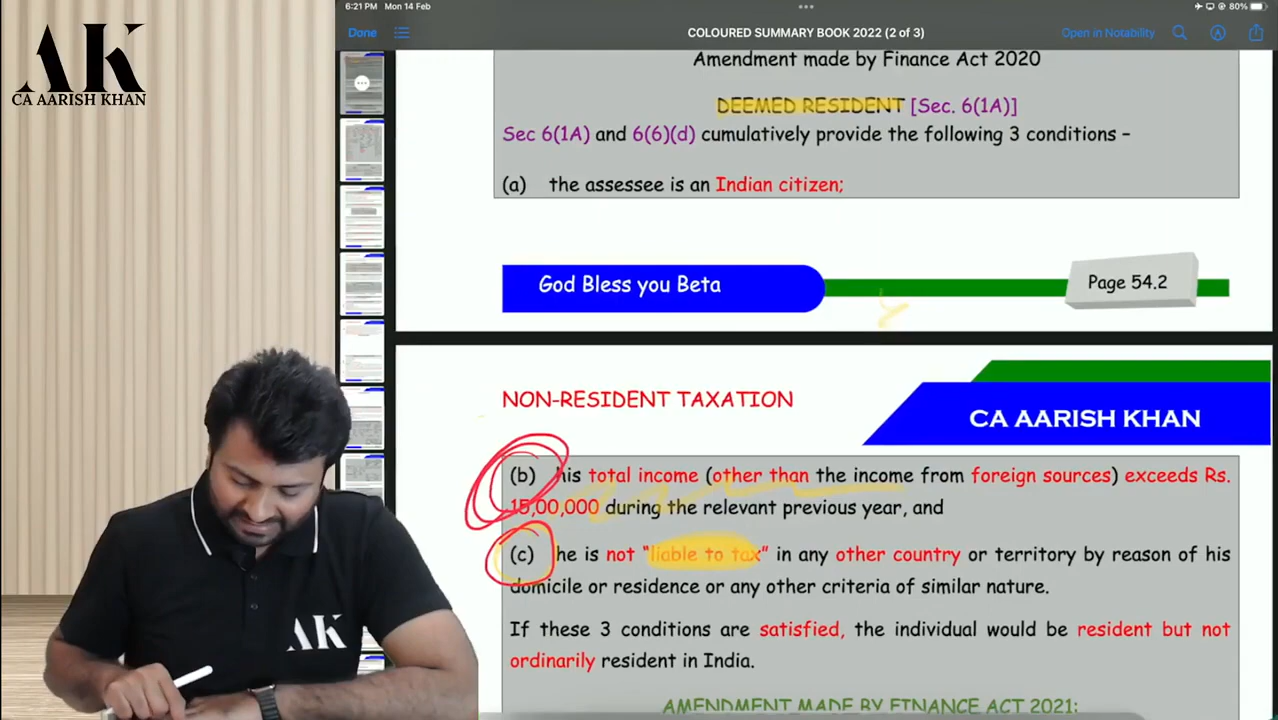 6:21 PM Mon 14 Feb
80%
AK
CA AARISH KHAN
Done
COLOURED SUMMARY BOOK 2022 (2 of 3)
Open in Notability
Amendment made by Finance Act 2020
DEEMED RESIDENT [Sec. 6(1A)]
Sec 6(1A) and 6(6)(d) cumulatively provide the following 3 conditions –
(a) the assessee is an Indian citizen;
God Bless you Beta
Page 54.2
NON-RESIDENT TAXATION
CA AARISH KHAN
(b) his total income (other than the income from foreign sources) exceeds Rs.
15,00,000 during the relevant previous year, and
(c) he is not "liable to tax" in any other country or territory by reason of his
domicile or residence or any other criteria of similar nature.
If these 3 conditions are satisfied, the individual would be resident but not
ordinarily resident in India.
AMENDMENT MADE BY FINANCE ACT 2021:
AK